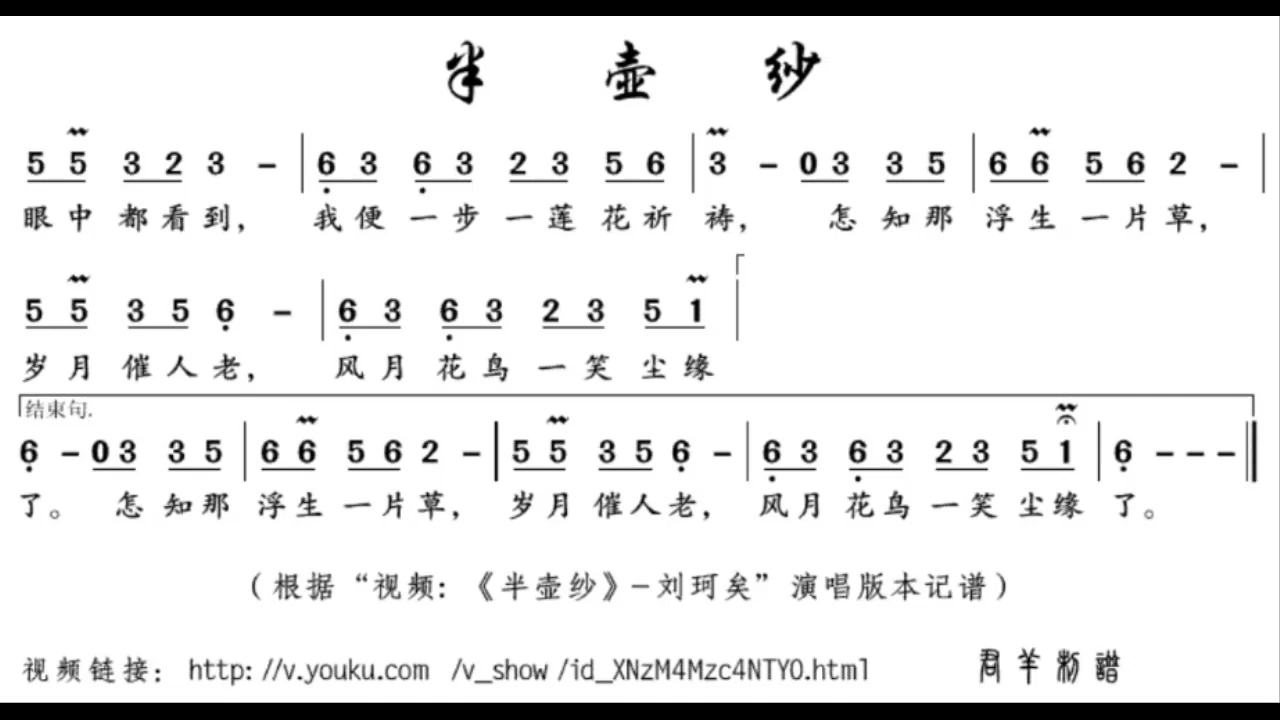 半壶纱
5 5 3 2 3 - | 6 3 6 3 2 3 5 6 | 3 - 0 3 3 5 | 6 6 5 6 2 - |
眼中都看到，我便一步一莲花祈祷，怎知那浮生一片草，
5 5 3 5 6 - | 6 3 6 3 2 3 5 1 |
岁月催人老，风月花鸟一笑尘缘
结束句.
6 - 0 3 3 5 | 6 6 5 6 2 - | 5 5 3 5 6 - | 6 3 6 3 2 3 5 1 | 6 - - - ||
了。怎知那浮生一片草，岁月催人老，风月花鸟一笑尘缘了。
（根据“视频：《半壶纱》-刘珂矣”演唱版本记谱）
视频链接：http://v.youku.com /v_show /id_XNzM4Mzc4NTY0.html 君羊制谱